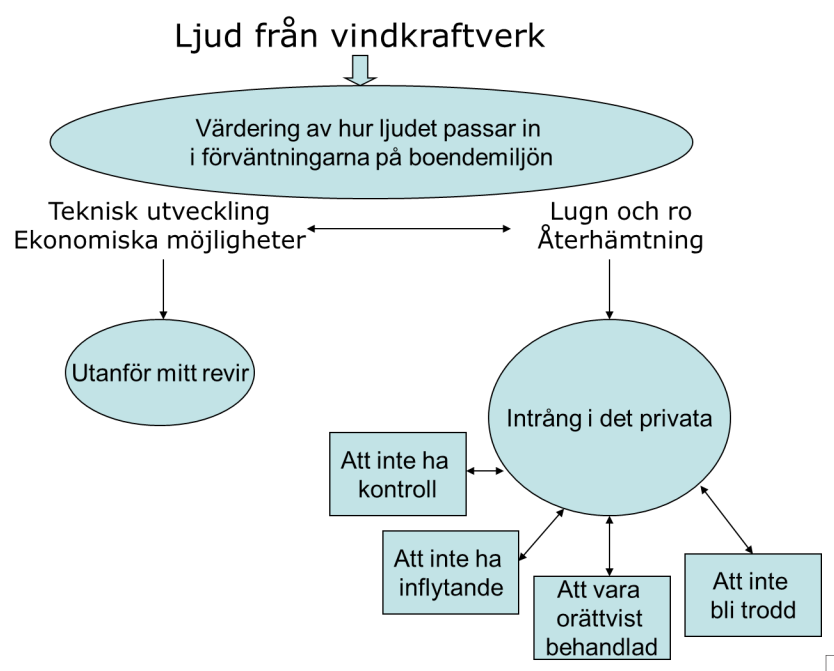 Ljud från vindkraftverk
Värdering av hur ljudet passar in
i förväntningarna på boendemiljön
Teknisk utveckling
Ekonomiska möjligheter
Lugn och ro
Återhämtning
Utanför mitt revir
Intrång i det privata
Att inte ha
kontroll
Att inte ha
inflytande
Att vara
orättvist
behandlad
Att inte
bli trodd